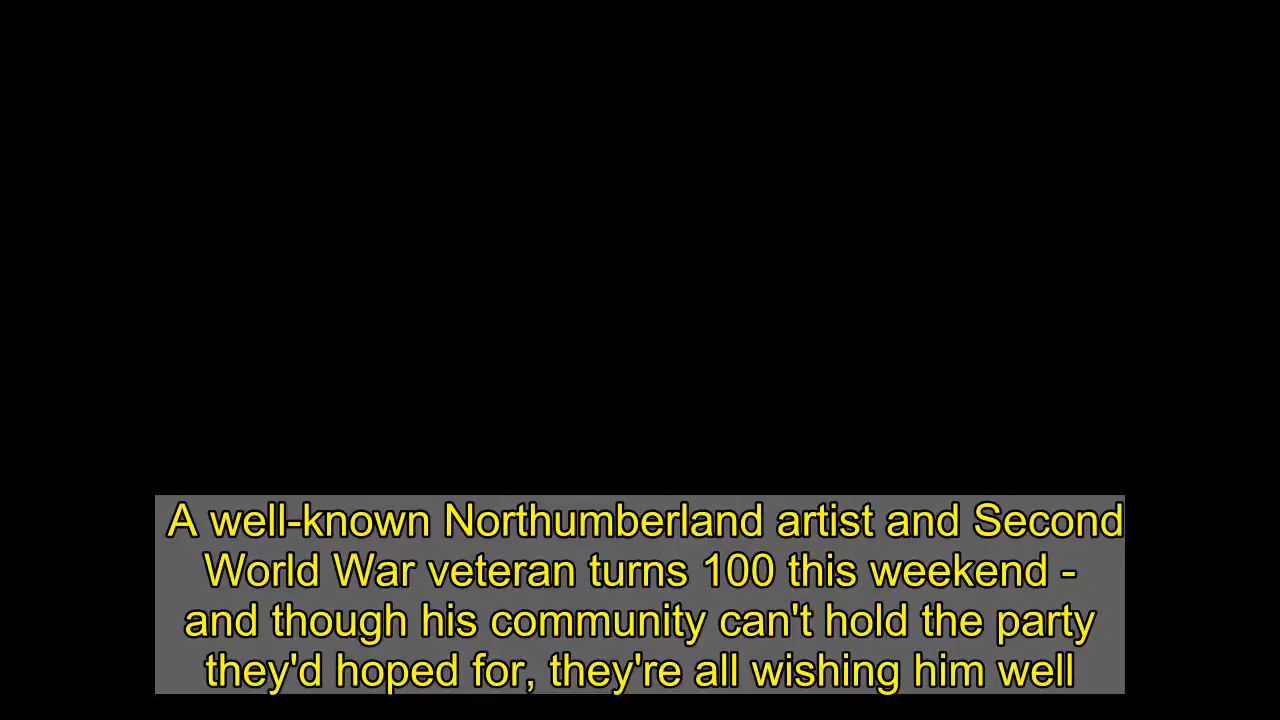 A well-known Northumberland artist and Second
World War veteran turns 100 this weekend -
and though his community can't hold the party
they'd hoped for, they're all wishing him well